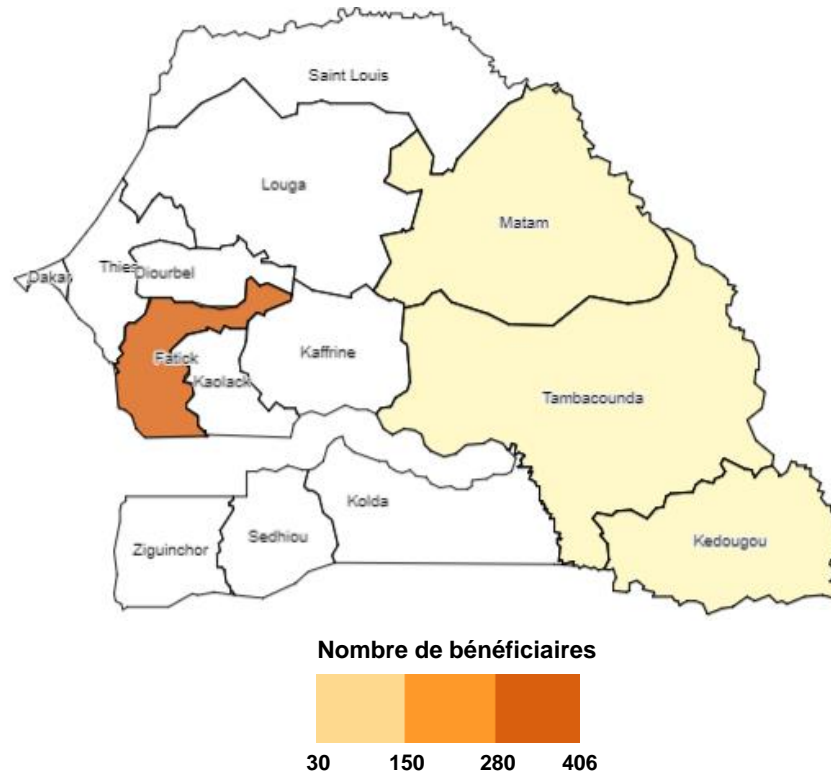 Saint Louis
Louga
Matam
Dakar
Thies
Diourbel
Fatick
Kaolack
Kaffrine
Tambacounda
Kolda
Ziguinchor
Sedhiou
Kedougou
Nombre de bénéficiaires
30 150 280 406